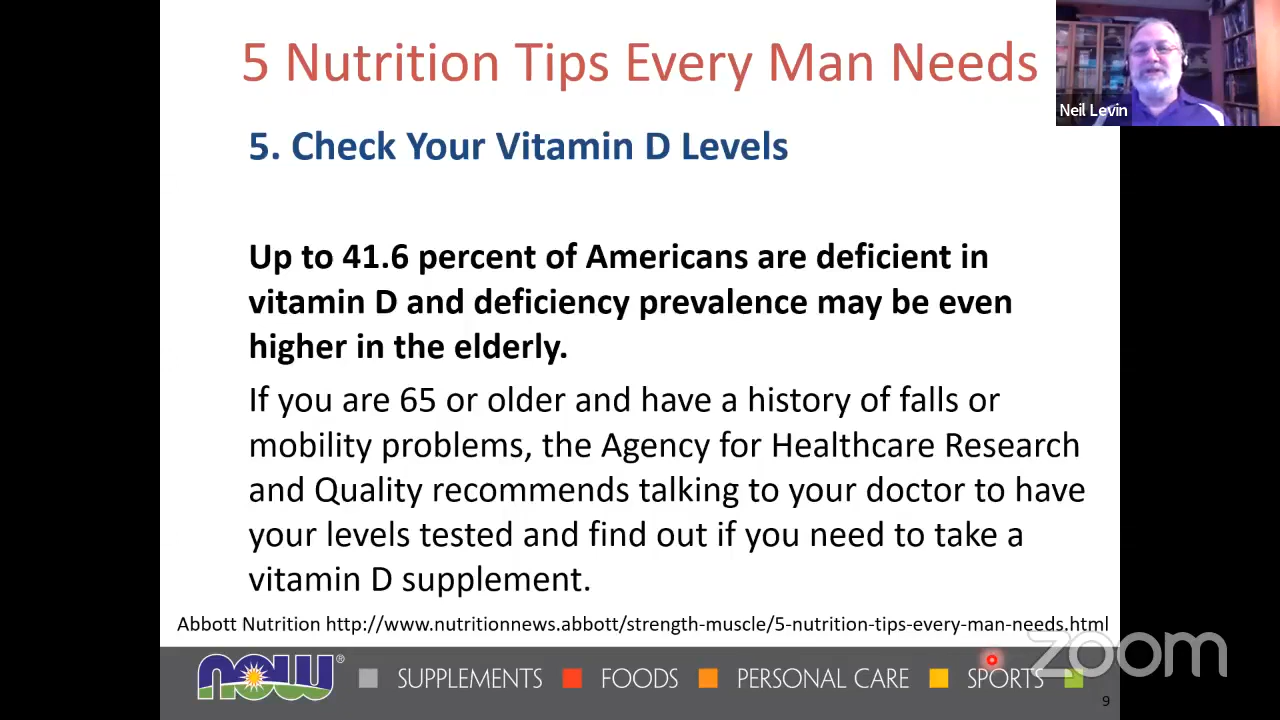 5 Nutrition Tips Every Man Needs
Neil Levin
5. Check Your Vitamin D Levels
Up to 41.6 percent of Americans are deficient in
vitamin D and deficiency prevalence may be even
higher in the elderly.
If you are 65 or older and have a history of falls or
mobility problems, the Agency for Healthcare Research
and Quality recommends talking to your doctor to have
your levels tested and find out if you need to take a
vitamin D supplement.
Abbott Nutrition http://www.nutritionnews.abbott/strength-muscle/5-nutrition-tips-every-man-needs.html
NOW® SUPPLEMENTS FOODS PERSONAL CARE SPORTS
zoom
9